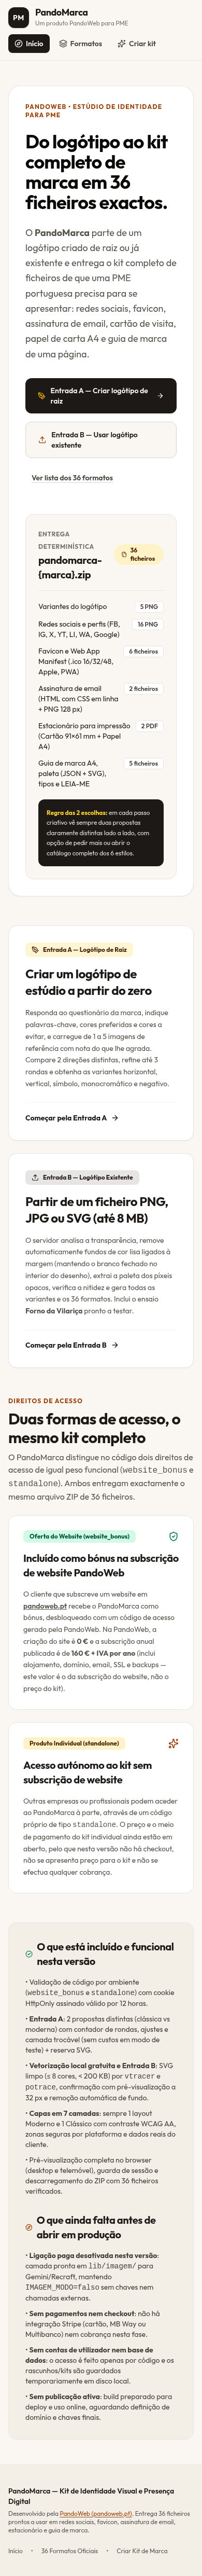 PM
PandoMarca
Um produto PandoWeb para PME
Início
Formatos
Criar kit
PANDOWEB • ESTÚDIO DE IDENTIDADE
PARA PME
Do logótipo ao kit
completo de
marca em 36
ficheiros exactos.
O PandoMarca parte de um
logótipo criado de raiz ou já
existente e entrega o kit completo de
ficheiros de que uma PME
portuguesa precisa para se
apresentar: redes sociais, favicon,
assinatura de email, cartão de visita,
papel de carta A4 e guia de marca
de uma página.
Entrada A — Criar logótipo de
raiz
Entrada B — Usar logótipo
existente
Ver lista dos 36 formatos
ENTREGA
DETERMINÍSTICA
pandomarca-
{marca}.zip
36
ficheiros
Variantes do logótipo
5 PNG
Redes sociais e perfis (FB,
IG, X, YT, LI, WA, Google)
16 PNG
Favicon e Web App
Manifest (.ico 16/32/48,
Apple, PWA)
6 ficheiros
Assinatura de email
(HTML com CSS em linha
+ PNG 128 px)
2 ficheiros
Estacionário para impressão
(Cartão 91×61 mm + Papel
A4)
2 PDF
Guia de marca A4,
paleta (JSON + SVG),
tipos e LEIA-ME
5 ficheiros
Regra das 2 escolhas: em cada passo
criativo vê sempre duas propostas
claramente distintas lado a lado, com
opção de pedir mais ou abrir o
catálogo completo dos 6 estilos.
Entrada A — Logótipo de Raiz
Criar um logótipo de
estúdio a partir do zero
Responda ao questionário da marca, indique
palavras-chave, cores preferidas e cores a
evitar, e carregue de 1 a 5 imagens de
referência com nota do que lhe agrada.
Compare 2 direções distintas, refine até 3
rondas e obtenha as variantes horizontal,
vertical, símbolo, monocromático e negativo.
Começar pela Entrada A
Entrada B — Logótipo Existente
Partir de um ficheiro PNG,
JPG ou SVG (até 8 MB)
O servidor analisa a transparência, remove
automaticamente fundos de cor lisa ligados à
margem (mantendo o branco fechado no
interior do desenho), extrai a paleta dos píxeis
opacos, verifica a nitidez e gera todas as
variantes e os 36 formatos. Inclui o ensaio
Forno da Vilariça pronto a testar.
Começar pela Entrada B
DIREITOS DE ACESSO
Duas formas de acesso, o
mesmo kit completo
O PandoMarca distingue no código dois direitos de
acesso de igual peso funcional (website_bonus e
standalone). Ambos entregam exactamente o
mesmo arquivo ZIP de 36 ficheiros.
Oferta do Website (website_bonus)
Incluído como bónus na subscrição
de website PandoWeb
O cliente que subscreve um website em
pandoweb.pt recebe o PandoMarca como
bónus, desbloqueado com um código de acesso
gerado pela PandoWeb. Na PandoWeb, a
criação do site é 0 € e a subscrição anual
publicada é de 160 € + IVA por ano (inclui
alojamento, domínio, email, SSL e backups —
este valor é o da subscrição do website, não o
preço do kit).
Produto Individual (standalone)
Acesso autónomo ao kit sem
subscrição de website
Outras empresas ou profissionais podem aceder
ao PandoMarca à parte, através de um código
próprio de tipo standalone. O preço e o meio
de pagamento do kit individual ainda estão em
aberto, pelo que nesta versão não há checkout,
não se apresenta preço para o kit e não se
efectua qualquer cobrança.
O que está incluído e funcional
nesta versão
• Validação de código por ambiente
(website_bonus e standalone) com cookie
HttpOnly assinado válido por 12 horas.
• Entrada A: 2 propostas distintas (clássica vs
moderna) com contador de rondas, ajustes e
camada trocável (sem custos em modo de
teste) + reserva SVG.
• Vetorização local gratuita e Entrada B: SVG
limpo (≤ 8 cores, < 200 KB) por vtracer e
potrace, confirmação com pré-visualização a
32 px e remoção automática de fundo.
• Capas em 7 camadas: sempre 1 layout
Moderno e 1 Clássico com contraste WCAG AA,
zonas seguras por plataforma e dados reais do
cliente.
• Pré-visualização completa no browser
(desktop e telemóvel), guarda de sessão e
descarregamento do ZIP com 36 ficheiros
verificados.
O que ainda falta antes de
abrir em produção
• Ligação paga desativada nesta versão:
camada pronta em lib/imagem/ para
Gemini/Recraft, mantendo
IMAGEM_MODO=falso sem chaves nem
chamadas externas.
• Sem pagamentos nem checkout: não há
integração Stripe (cartão, MB Way ou
Multibanco) nem cobrança nesta fase.
• Sem contas de utilizador nem base de
dados: o acesso é feito apenas por código e os
rascunhos/kits são guardados
temporariamente em disco local.
• Sem publicação ativa: build preparado para
deploy e uso online, aguardando definição de
domínio e chaves finais.
PandoMarca — Kit de Identidade Visual e Presença
Digital
Desenvolvido pela PandoWeb (pandoweb.pt). Entrega 36 ficheiros
prontos a usar em redes sociais, favicon, assinatura de email,
estacionário e guia de marca.
Início • 36 Formatos Oficiais • Criar Kit de Marca